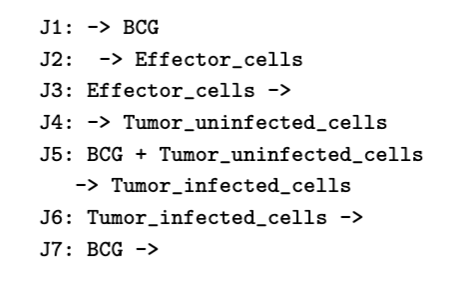 J1: -> BCG
J2:  -> Effector_cells
J3: Effector_cells ->
J4: -> Tumor_uninfected_cells
J5: BCG + Tumor_uninfected_cells
   -> Tumor_infected_cells
J6: Tumor_infected_cells ->
J7: BCG ->